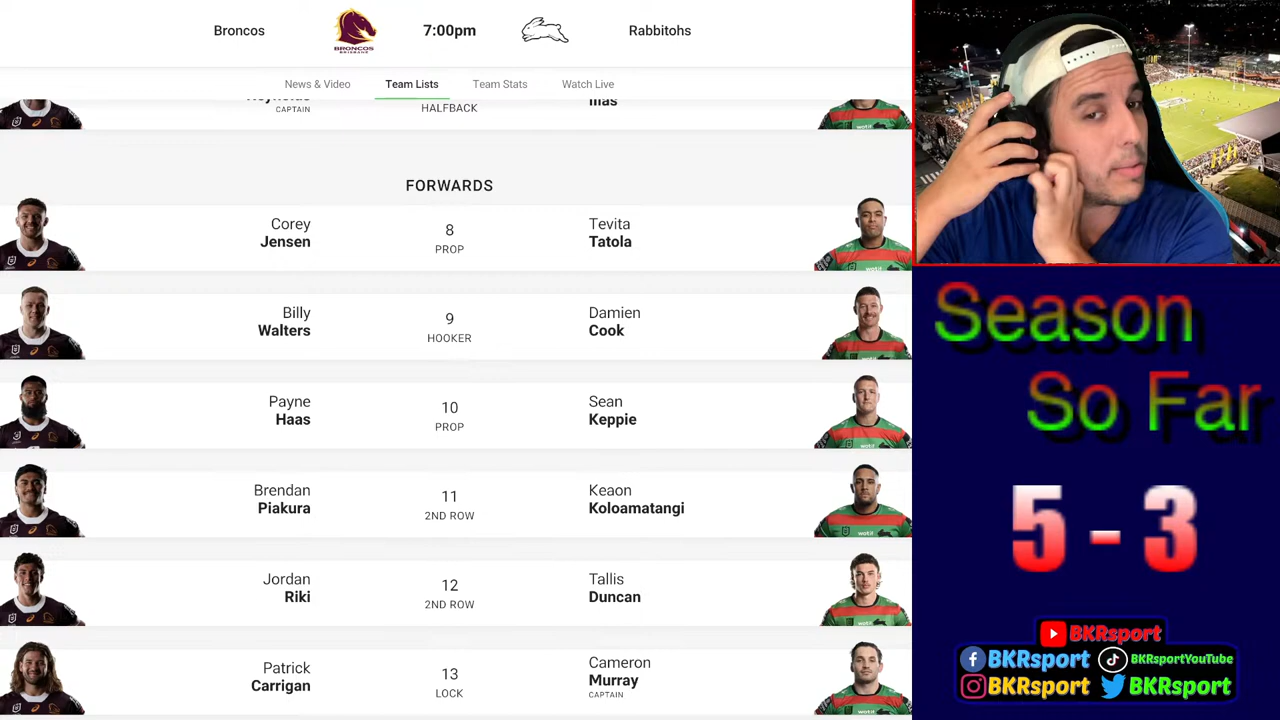 Broncos
BRONCOS
BRISBANE
7:00pm
Rabbitohs
News & Video
Team Lists
Team Stats
Watch Live
CAPTAIN
HALFBACK
Ilias
FORWARDS
Corey
Jensen
8
PROP
Tevita
Tatola
Billy
Walters
9
HOOKER
Damien
Cook
Payne
Haas
10
PROP
Sean
Keppie
Brendan
Piakura
11
2ND ROW
Keaon
Koloamatangi
Jordan
Riki
12
2ND ROW
Tallis
Duncan
Patrick
Carrigan
13
LOCK
Cameron
Murray
CAPTAIN
Season
So Far
5 - 3
BKRsport
BKRsport
BKRsportYouTube
BKRsport
BKRsport